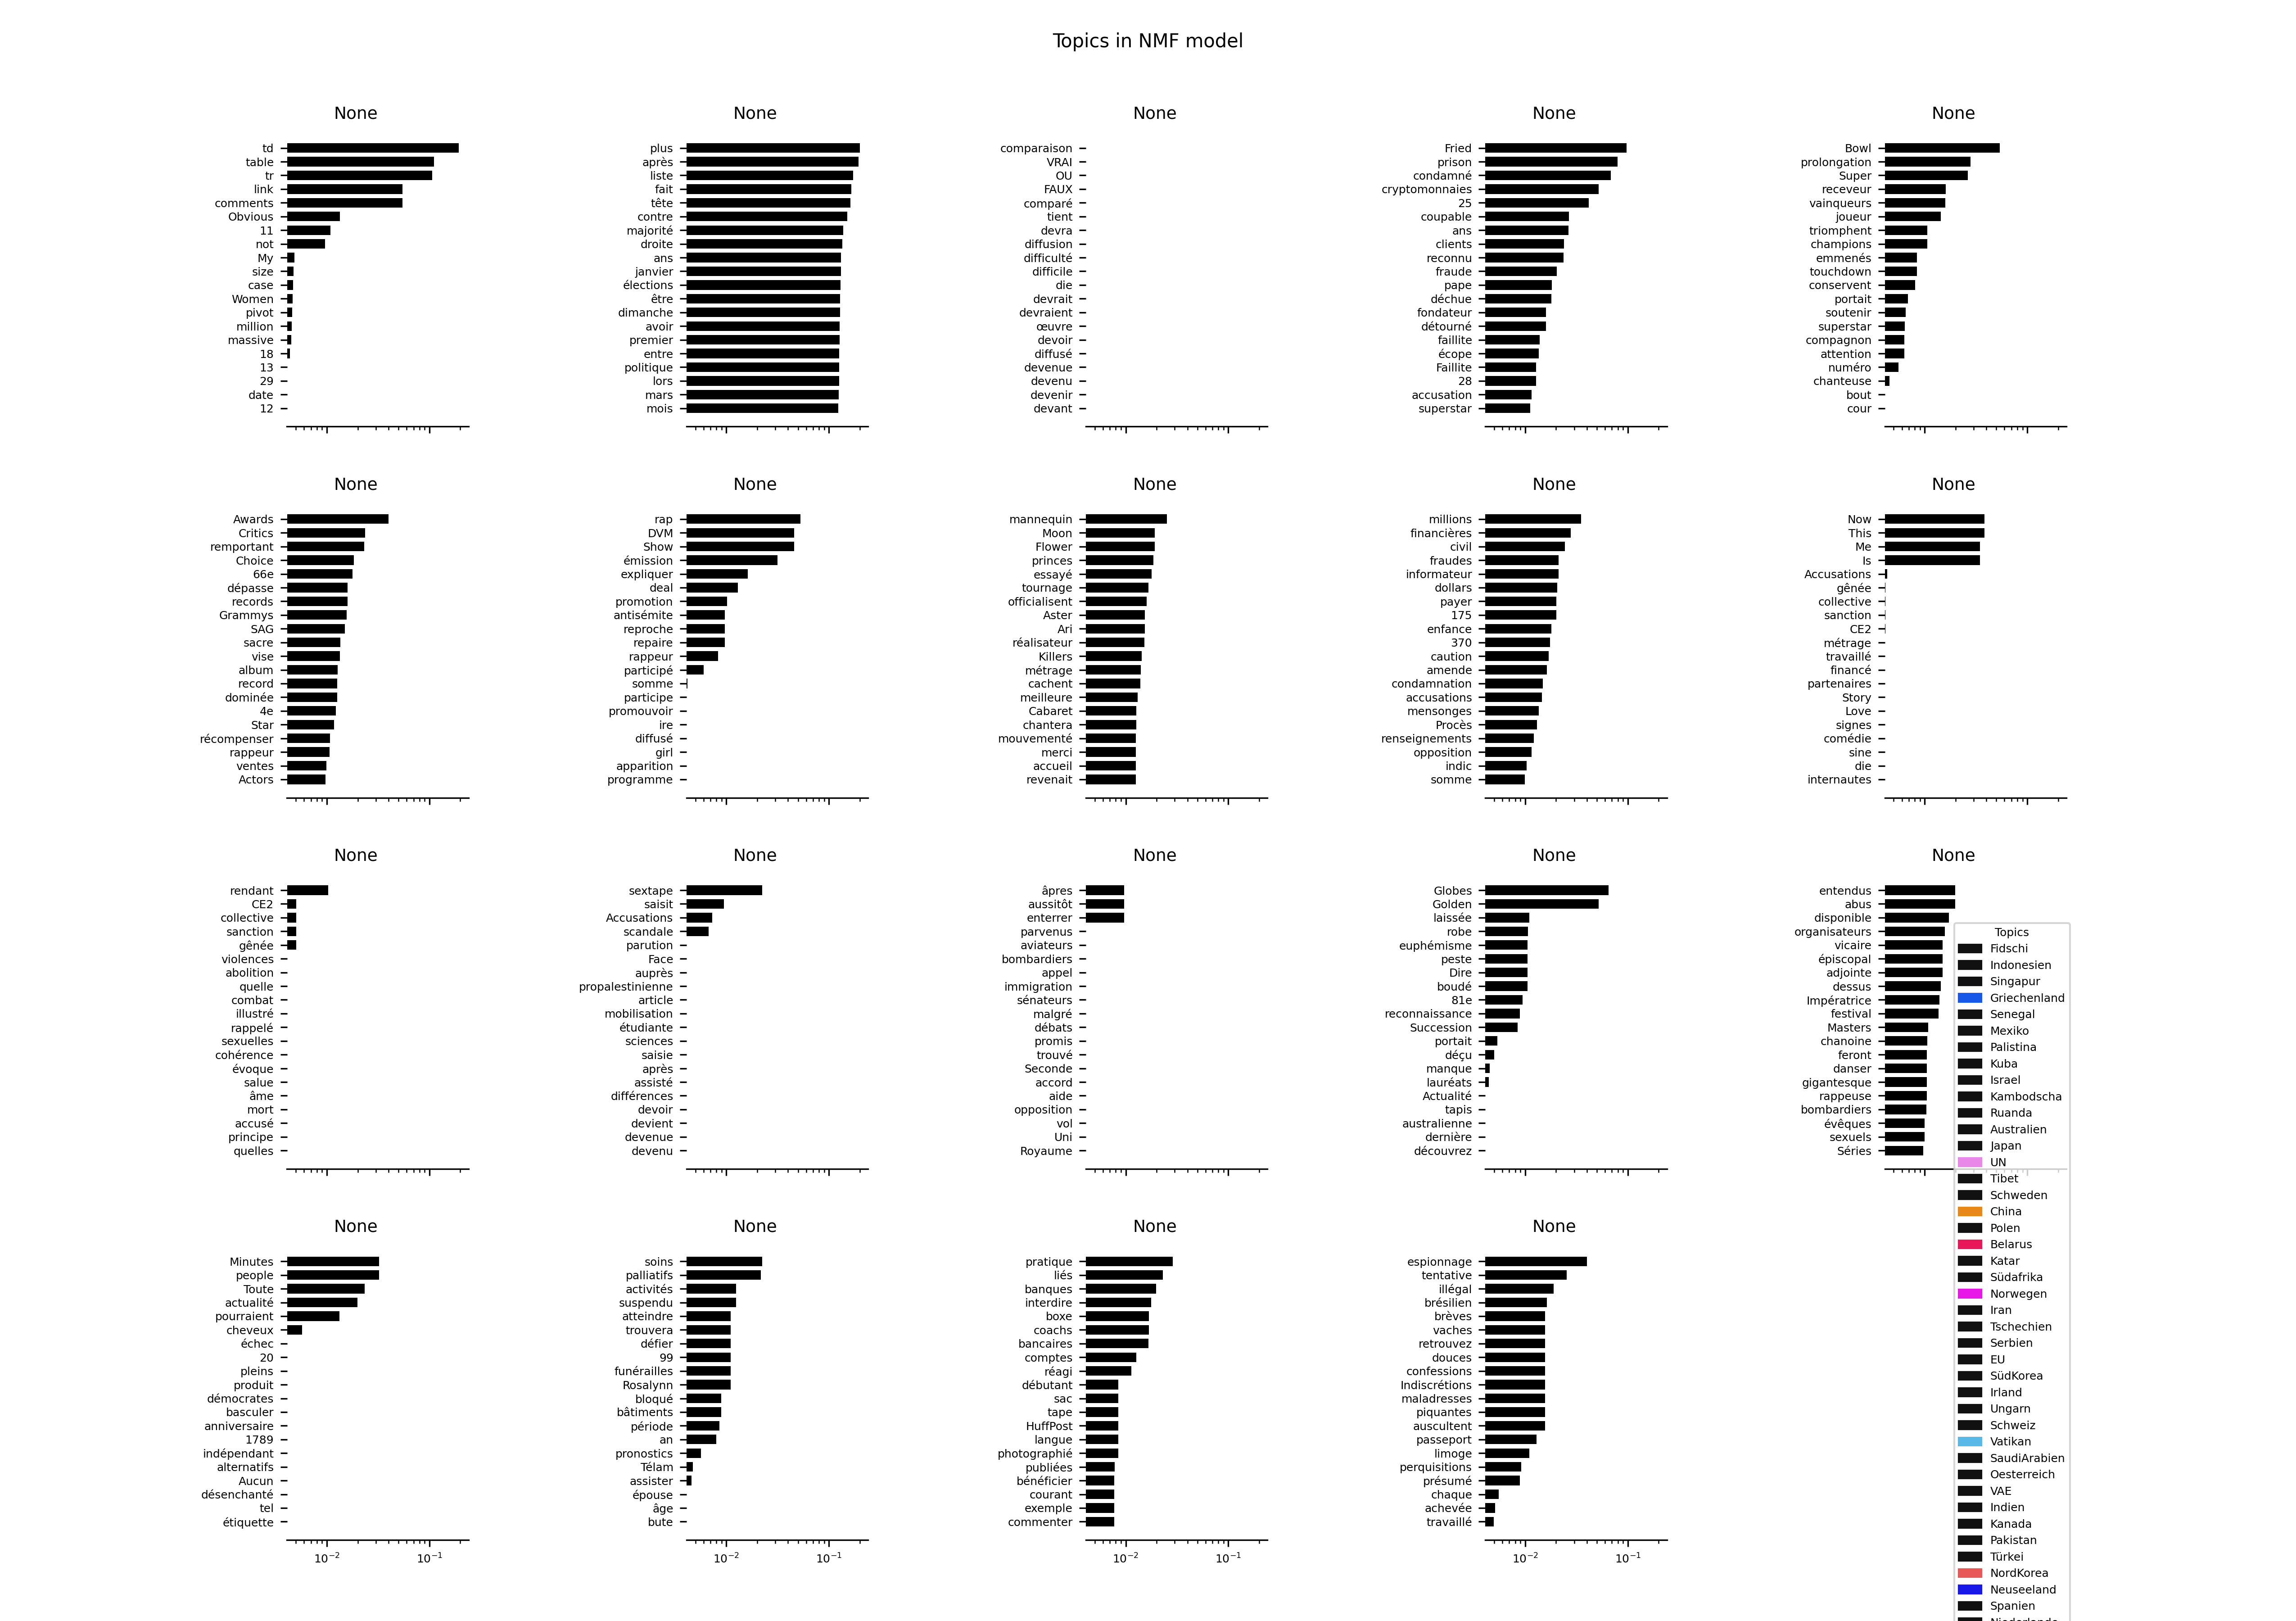 Topics in NMF model
None
td
table
tr
link
comments
Obvious
11
not
My
size
case
Women
pivot
million
massive
18
13
29
date
12
None
plus
après
liste
fait
tête
contre
majorité
droite
ans
janvier
élections
être
dimanche
avoir
premier
entre
politique
lors
mars
mois
None
comparaison
VRAI
OU
FAUX
comparé
tient
devra
diffusion
difficulté
difficile
die
devrait
devraient
œuvre
devoir
diffusé
devenue
devenu
devenir
devant
None
Fried
prison
condamné
cryptomonnaies
25
coupable
ans
clients
reconnu
fraude
pape
déchue
fondateur
détourné
faillite
écope
Faillite
28
accusation
superstar
None
Bowl
prolongation
Super
receveur
vainqueurs
joueur
triomphent
champions
emmenés
touchdown
conservent
portait
soutenir
superstar
compagnon
attention
numéro
chanteuse
bout
cour
None
Awards
Critics
remportant
Choice
66e
dépasse
records
Grammys
SAG
sacre
vise
album
record
dominée
4e
Star
récompenser
rappeur
ventes
Actors
None
rap
DVM
Show
émission
expliquer
deal
promotion
antisémite
reproche
repaire
rappeur
participé
somme
participe
promouvoir
ire
diffusé
girl
apparition
programme
None
mannequin
Moon
Flower
princes
essayé
tournage
officialisent
Aster
Ari
réalisateur
Killers
métrage
cachent
meilleure
Cabaret
chantera
mouvementé
merci
accueil
revenait
None
millions
financières
civil
fraudes
informateur
dollars
payer
175
enfance
370
caution
amende
condamnation
accusations
mensonges
Procès
renseignements
opposition
indic
somme
None
Now
This
Me
Is
Accusations
gênée
collective
sanction
CE2
métrage
travaillé
financé
partenaires
Story
Love
signes
comédie
sine
die
internautes
None
rendant
CE2
collective
sanction
gênée
violences
abolition
quelle
combat
illustré
rappelé
sexuelles
cohérence
évoque
salue
âme
mort
accusé
principe
quelles
None
sextape
saisit
Accusations
scandale
parution
Face
auprès
propalestinienne
article
mobilisation
étudiante
sciences
saisie
après
assisté
différences
devoir
devient
devenue
devenu
None
âpres
aussitôt
enterrer
parvenus
aviateurs
bombardiers
appel
immigration
sénateurs
malgré
débats
promis
trouvé
Seconde
accord
aide
opposition
vol
Uni
Royaume
None
Globes
Golden
laissée
robe
euphémisme
peste
Dire
boudé
81e
reconnaissance
Succession
portait
déçu
manque
lauréats
Actualité
tapis
australienne
dernière
découvrez
None
entendus
abus
disponible
organisateurs
vicaire
épiscopal
adjointe
dessus
Impératrice
festival
Masters
chanoine
feront
danser
gigantesque
rappeuse
bombardiers
évêques
sexuels
Séries
None
Minutes
people
Toute
actualité
pourraient
cheveux
échec
20
pleins
produit
démocrates
basculer
anniversaire
1789
indépendant
alternatifs
Aucun
désenchanté
tel
étiquette
10⁻² 10⁻¹
None
soins
palliatifs
activités
suspendu
atteindre
trouvera
défier
99
funérailles
Rosalynn
bloqué
bâtiments
période
an
pronostics
Télam
assister
épouse
âge
bute
10⁻² 10⁻¹
None
pratique
liés
banques
interdire
boxe
coachs
bancaires
comptes
réagi
débutant
sac
tape
HuffPost
langue
photographié
publiées
bénéficier
courant
exemple
commenter
10⁻² 10⁻¹
None
espionnage
tentative
illégal
brésilien
brèves
vaches
retrouvez
douces
confessions
Indiscrétions
maladresses
piquantes
auscultent
passeport
limoge
perquisitions
présumé
chaque
achevée
travaillé
10⁻² 10⁻¹
Topics
Fidschi
Indonesien
Singapur
Griechenland
Senegal
Mexiko
Palistina
Kuba
Israel
Kambodscha
Ruanda
Australien
Japan
UN
Tibet
Schweden
China
Polen
Belarus
Katar
Südafrika
Norwegen
Iran
Tschechien
Serbien
EU
SüdKorea
Irland
Ungarn
Schweiz
Vatikan
SaudiArabien
Oesterreich
VAE
Indien
Kanada
Pakistan
Türkei
NordKorea
Neuseeland
Spanien